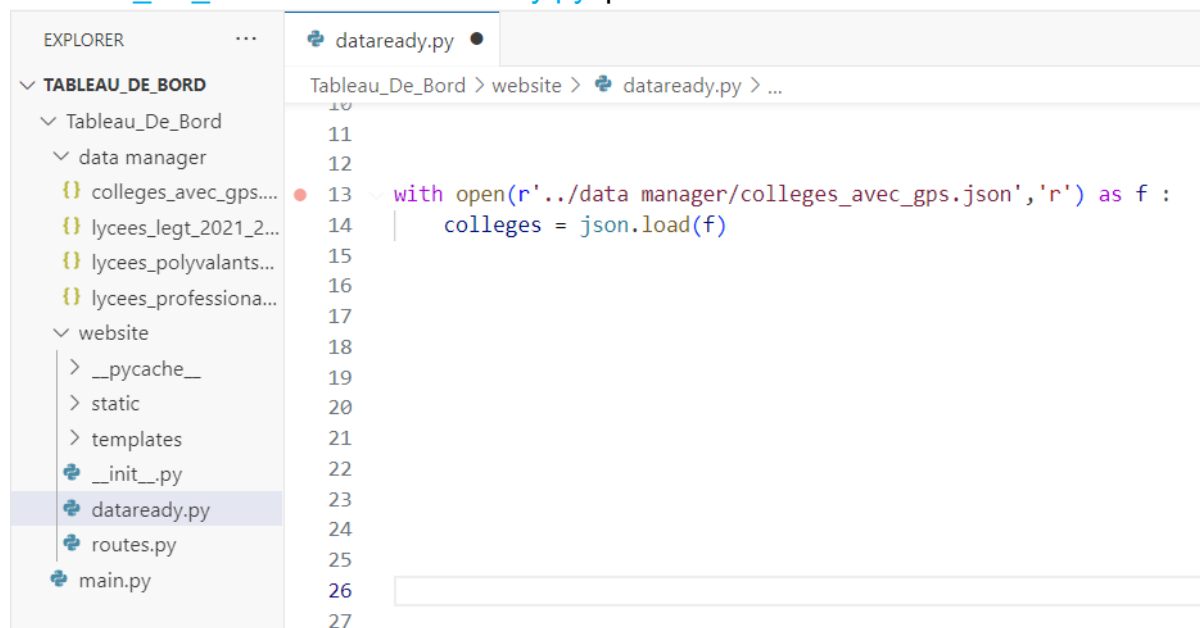 EXPLORER ...
dataready.py
TABLEAU_DE_BORD
Tableau_De_Bord > website > dataready.py > ...
Tableau_De_Bord
data manager
{} colleges_avec_gps....
{} lycees_legt_2021_2...
{} lycees_polyvalants...
{} lycees_professiona...
website
__pycache__
static
templates
__init__.py
dataready.py
routes.py
main.py
10
11
12
13 with open(r'../data manager/colleges_avec_gps.json','r') as f :
14 colleges = json.load(f)
15
16
17
18
19
20
21
22
23
24
25
26
27